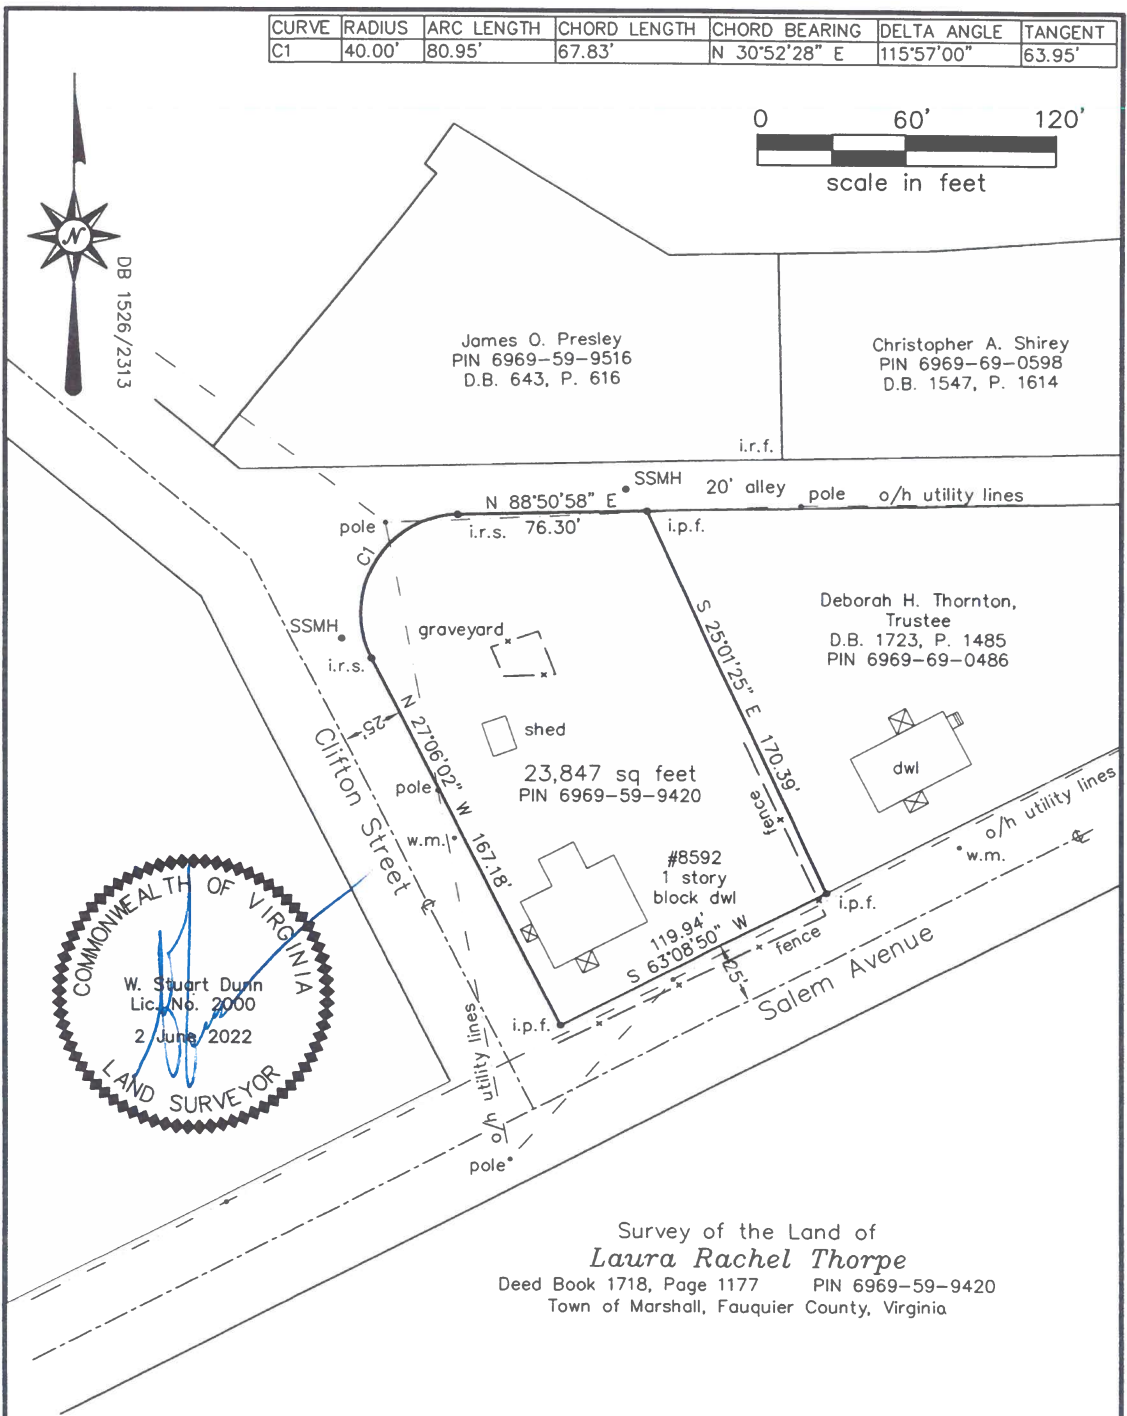 CURVE RADIUS ARC LENGTH CHORD LENGTH CHORD BEARING DELTA ANGLE TANGENT
C1 40.00' 80.95' 67.83' N 30°52'28" E 115°57'00" 63.95'
0 60' 120'
scale in feet
N
DB 1526/2313
James O. Presley
PIN 6969-59-9516
D.B. 643, P. 616
Christopher A. Shirey
PIN 6969-69-0598
D.B. 1547, P. 1614
i.r.f.
SSMH
20' alley
pole
o/h utility lines
N 88°50'58" E
76.30'
i.r.s.
i.p.f.
pole
C1
SSMH
i.r.s.
graveyard
S 25°01'25" E 170.39'
Deborah H. Thornton,
Trustee
D.B. 1723, P. 1485
PIN 6969-69-0486
25'
N 27°06'02" W 167.18'
shed
Clifton Street ℄
23,847 sq feet
PIN 6969-59-9420
dwl
pole
fence
w.m.
o/h utility lines
℄
w.m.
#8592
1 story
block dwl
i.p.f.
119.94'
S 63°08'50" W
fence
25'
Salem Avenue
i.p.f.
o/h utility lines
pole
COMMONWEALTH OF VIRGINIA
W. Stuart Dunn
Lic. No. 2000
2 June 2022
LAND SURVEYOR
Survey of the Land of
Laura Rachel Thorpe
Deed Book 1718, Page 1177 PIN 6969-59-9420
Town of Marshall, Fauquier County, Virginia